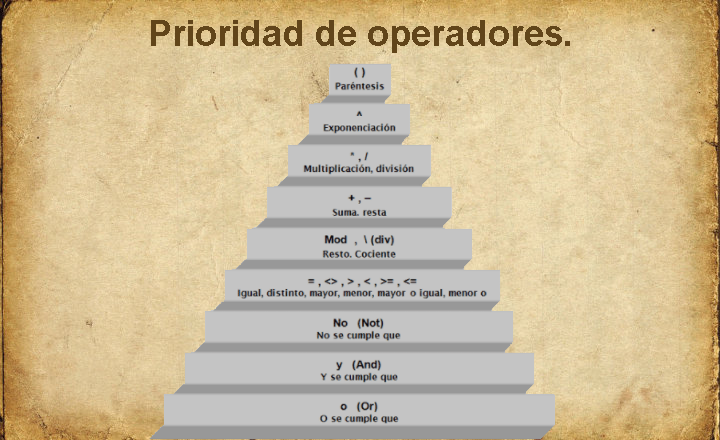 Prioridad de operadores.
( )
Paréntesis
^
Exponenciación
* , /
Multiplicación, división
+ , –
Suma. resta
Mod , \ (div)
Resto. Cociente
= , <> , > , < , >= , <=
Igual, distinto, mayor, menor, mayor o igual, menor o
No (Not)
No se cumple que
y (And)
Y se cumple que
o (Or)
O se cumple que